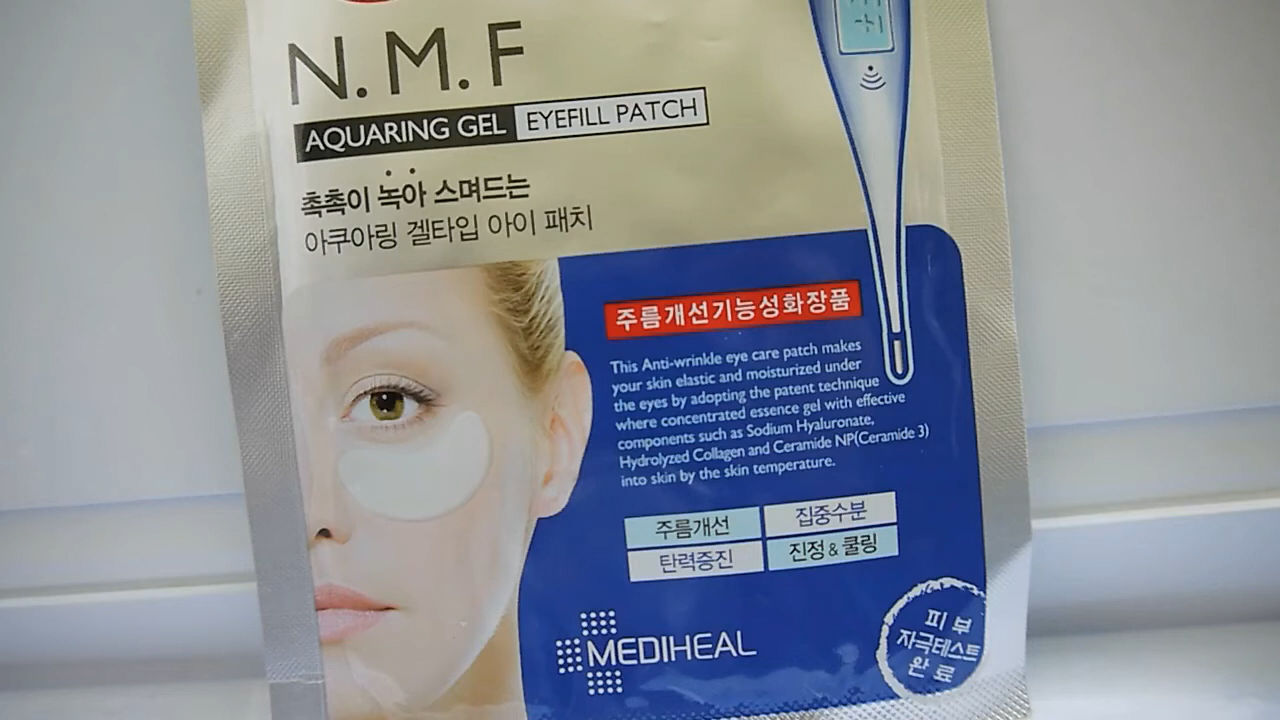 N.M.F
AQUARING GEL EYEFILL PATCH
촉촉이 녹아 스며드는
아쿠아링 겔타입 아이 패치
주름개선기능성화장품
This Anti-wrinkle eye care patch makes
your skin elastic and moisturized under
the eyes by adopting the patent technique
where concentrated essence gel with effective
components such as Sodium Hyaluronate,
Hydrolyzed Collagen and Ceramide NP(Ceramide 3)
into skin by the skin temperature.
주름개선 집중수분
탄력증진 진정&쿨링
MEDIHEAL
피부
자극테스트
완료